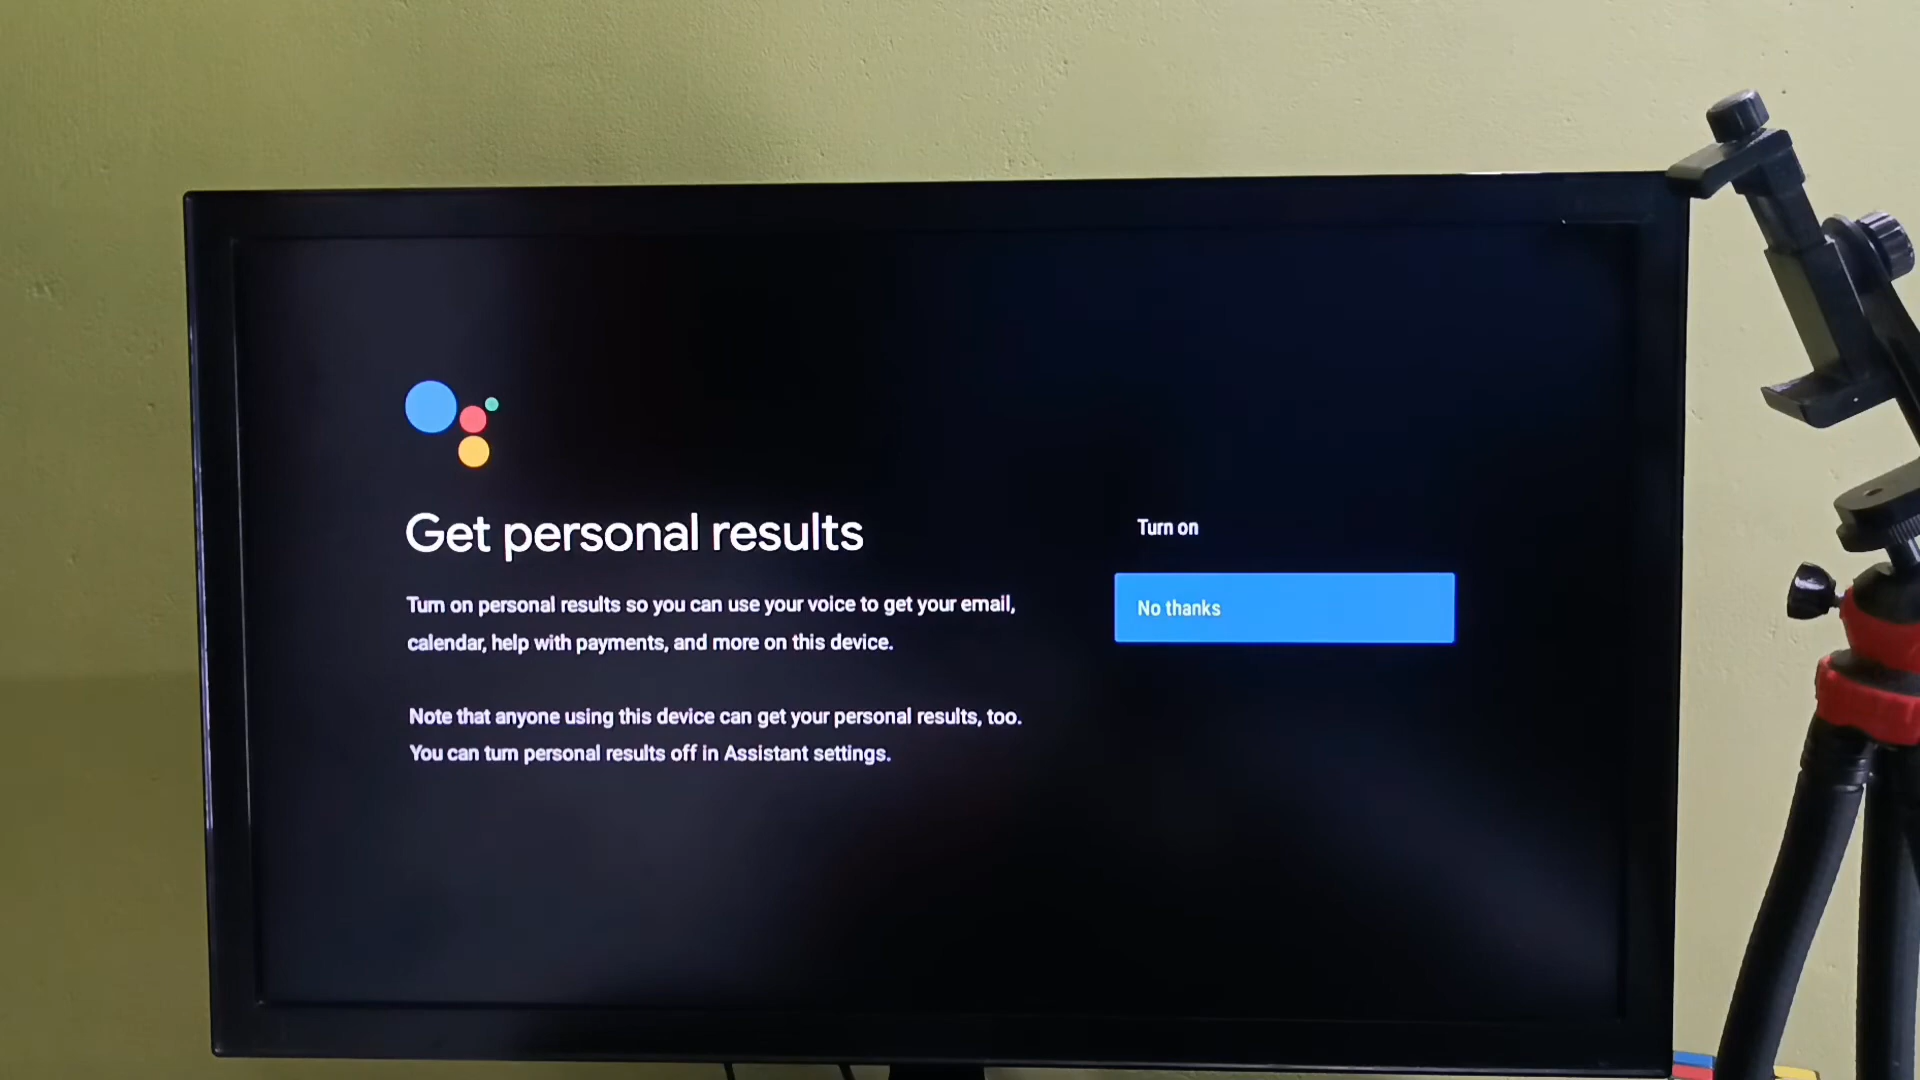 Get personal results
Turn on personal results so you can use your voice to get your email,
calendar, help with payments, and more on this device.
Note that anyone using this device can get your personal results, too.
You can turn personal results off in Assistant settings.
Turn on
No thanks